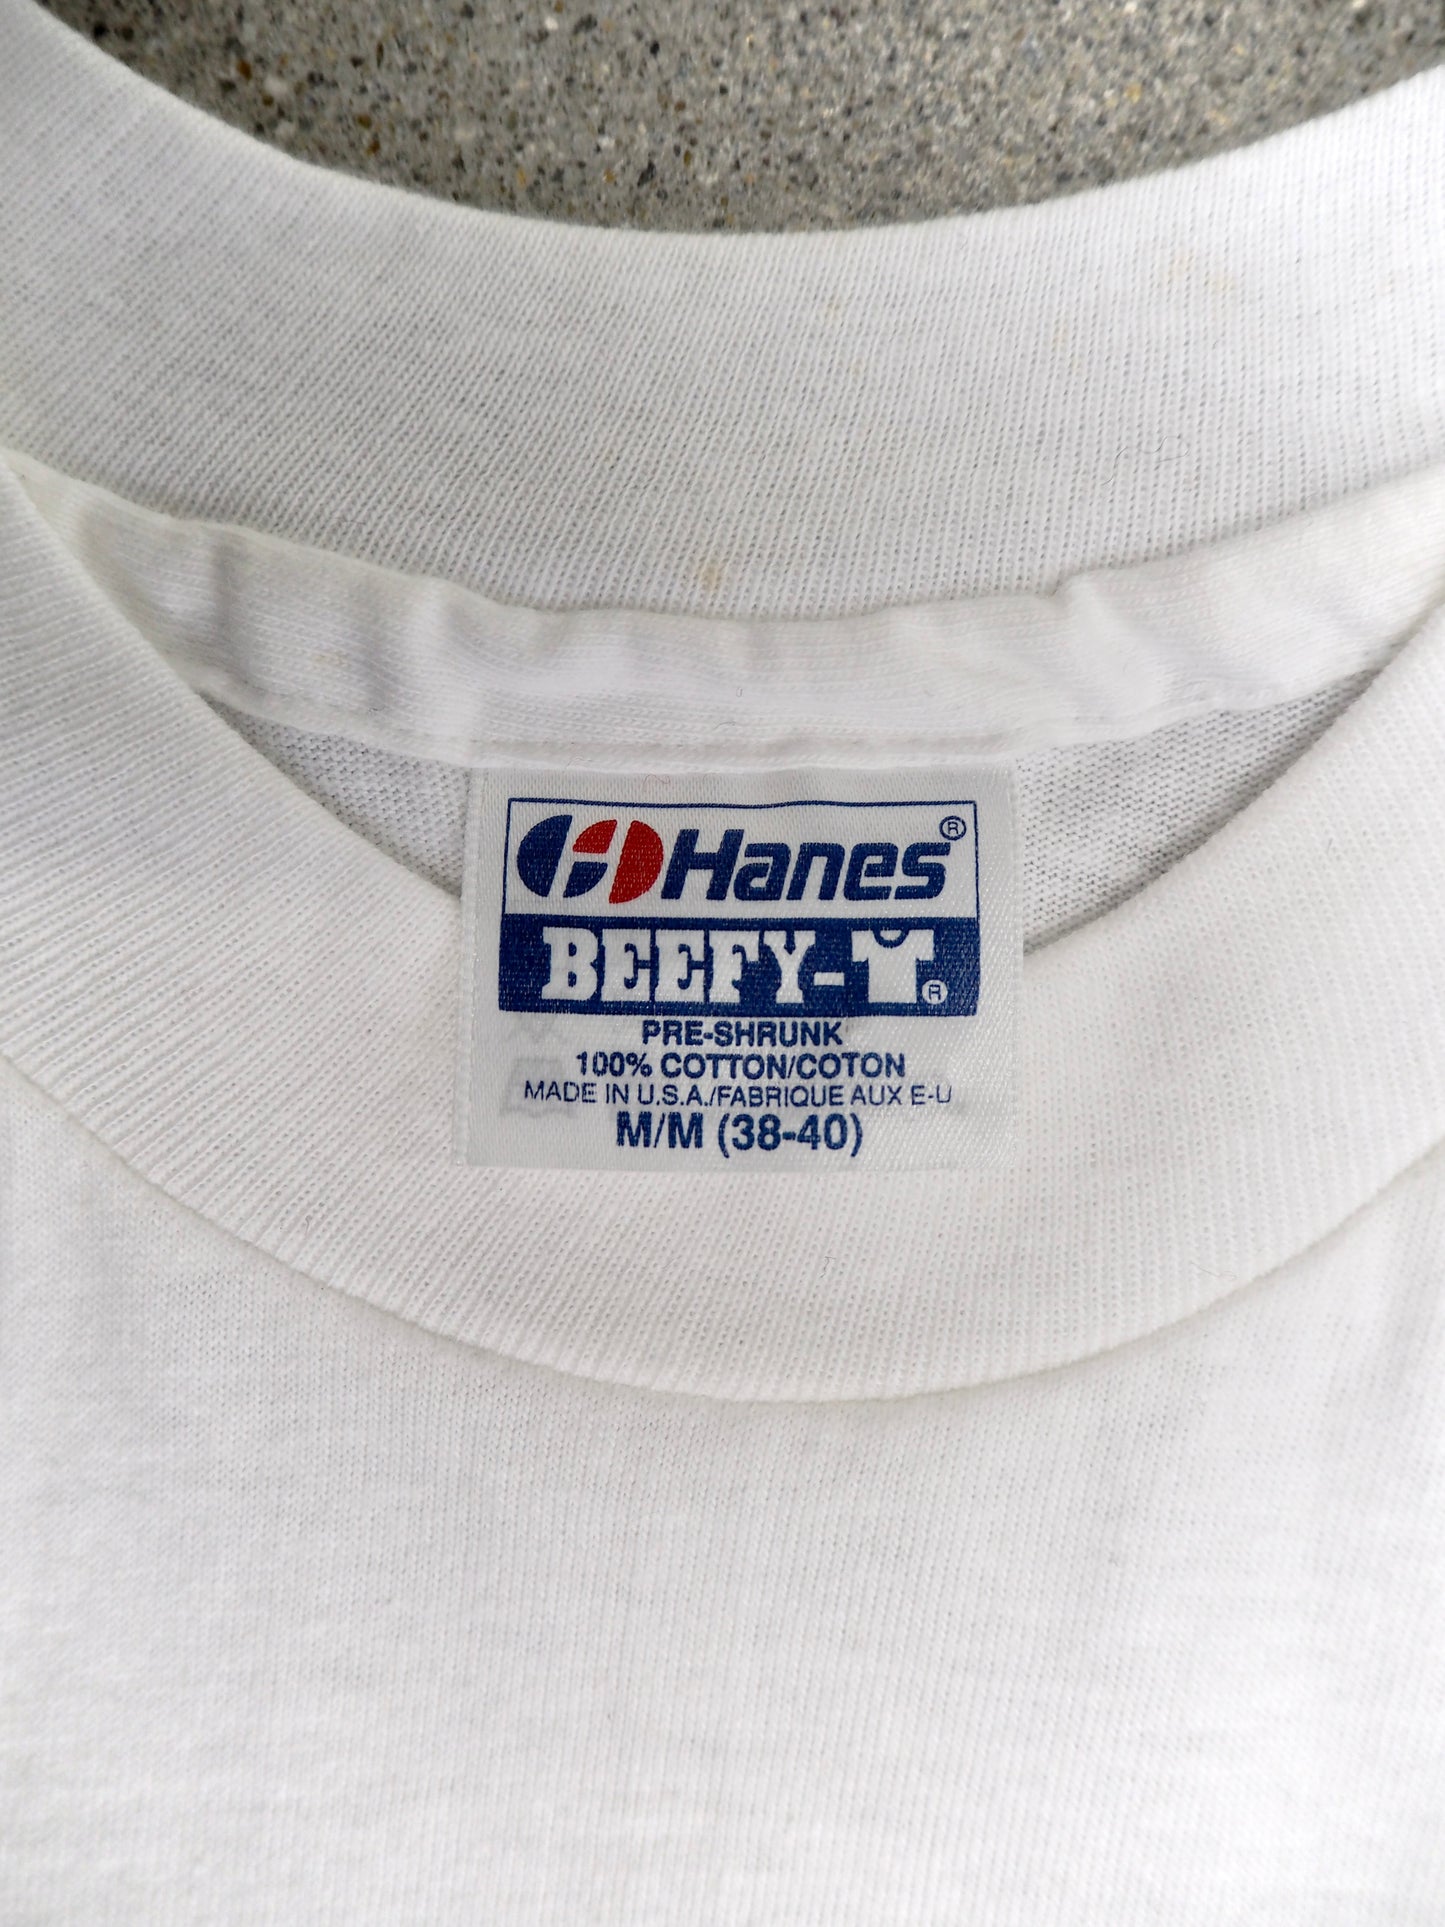 Hanes®
BEEFY-T®
PRE-SHRUNK
100% COTTON/COTON
MADE IN U.S.A./FABRIQUE AUX E-U
M/M (38-40)